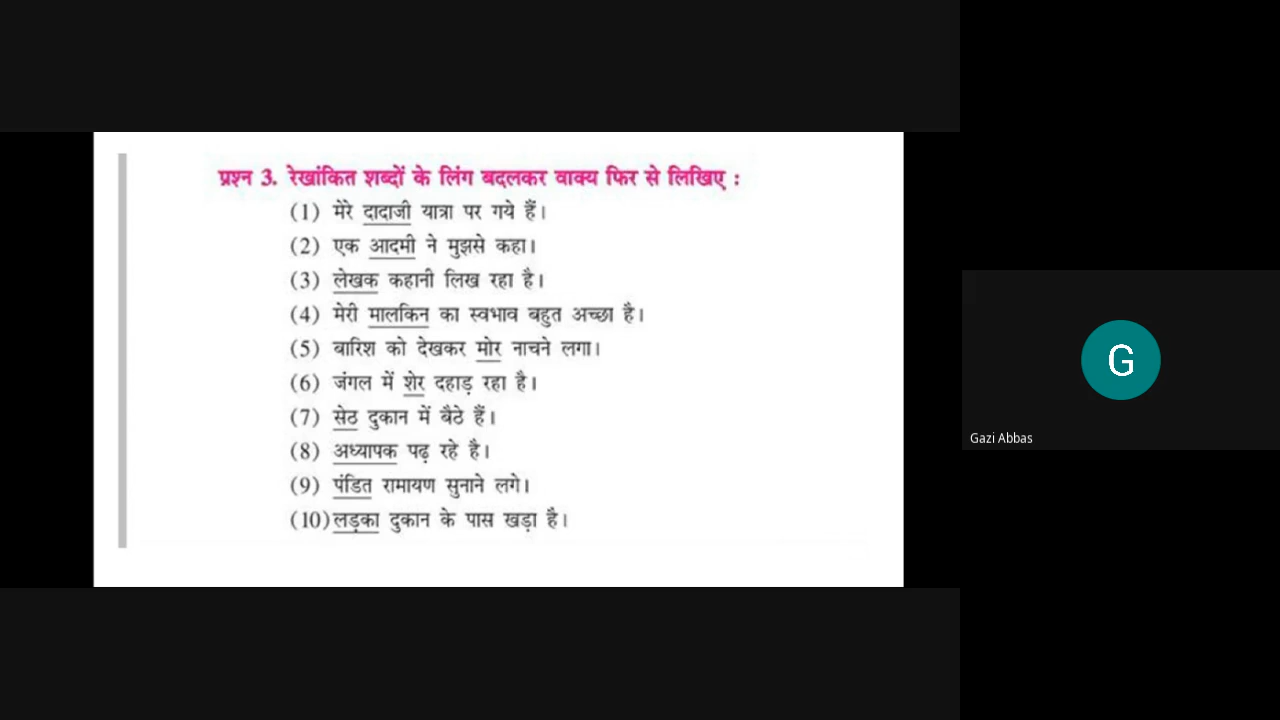 प्रश्न 3. रेखांकित शब्दों के लिंग बदलकर वाक्य फिर से लिखिए :
(1) मेरे दादाजी यात्रा पर गये हैं।
(2) एक आदमी ने मुझसे कहा।
(3) लेखक कहानी लिख रहा है।
(4) मेरी मालकिन का स्वभाव बहुत अच्छा है।
(5) बारिश को देखकर मोर नाचने लगा।
(6) जंगल में शेर दहाड़ रहा है।
(7) सेठ दुकान में बैठे हैं।
(8) अध्यापक पढ़ रहे है।
(9) पंडित रामायण सुनाने लगे।
(10) लड़का दुकान के पास खड़ा है।
G
Gazi Abbas